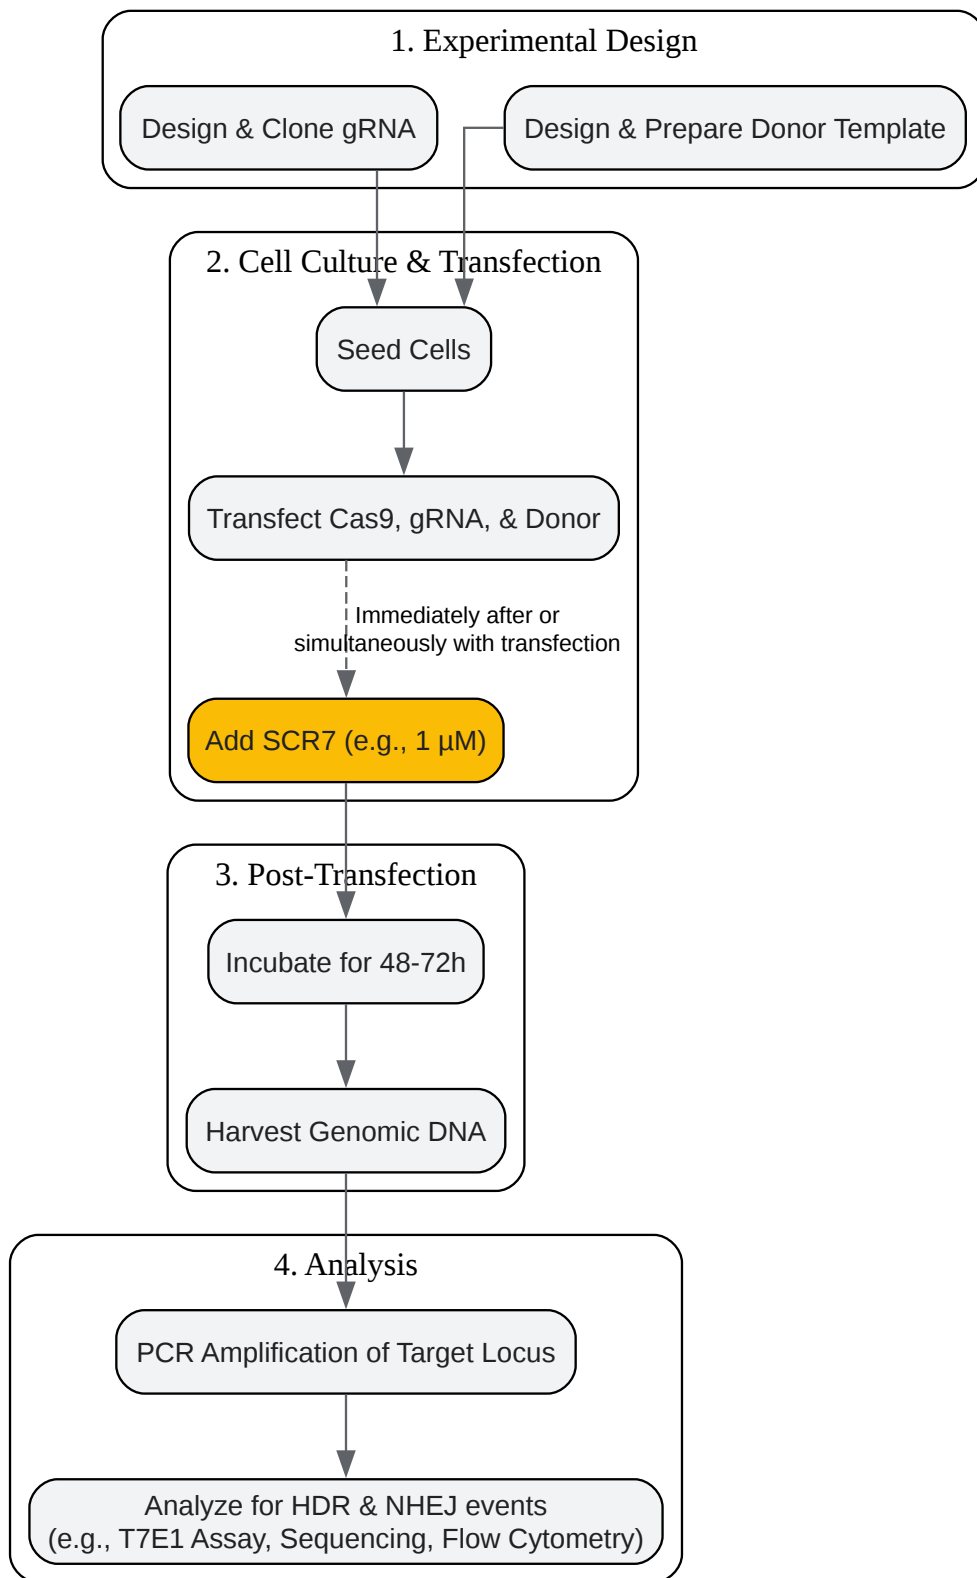 1. Experimental Design
Design & Clone gRNA
Design & Prepare Donor Template
2. Cell Culture & Transfection
Seed Cells
Transfect Cas9, gRNA, & Donor
Immediately after or
simultaneously with transfection
Add SCR7 (e.g., 1 µM)
3. Post-Transfection
Incubate for 48-72h
Harvest Genomic DNA
4. Analysis
PCR Amplification of Target Locus
Analyze for HDR & NHEJ events
(e.g., T7E1 Assay, Sequencing, Flow Cytometry)